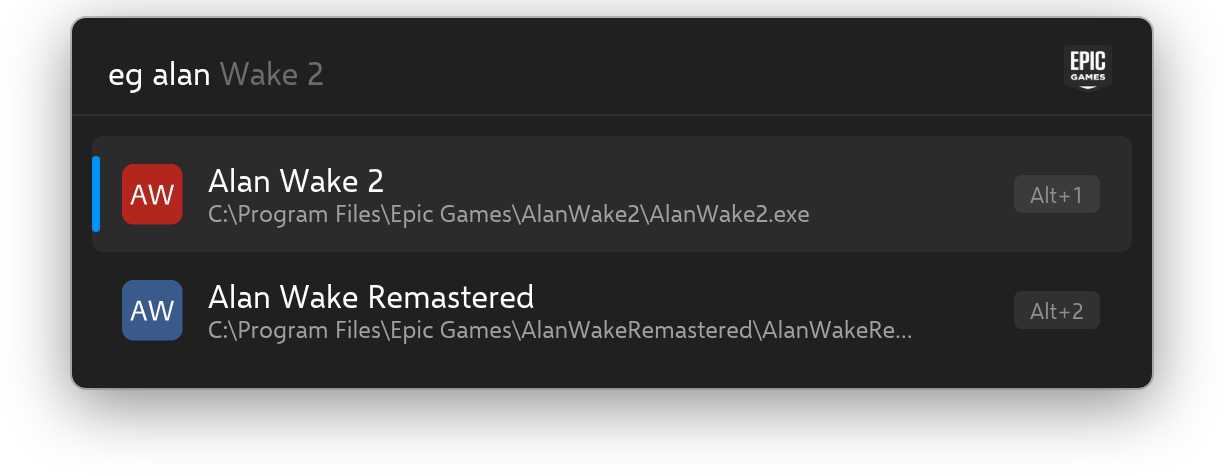 eg alan Wake 2
EPIC
GAMES
AW
Alan Wake 2
C:\Program Files\Epic Games\AlanWake2\AlanWake2.exe
Alt+1
AW
Alan Wake Remastered
C:\Program Files\Epic Games\AlanWakeRemastered\AlanWakeRe...
Alt+2